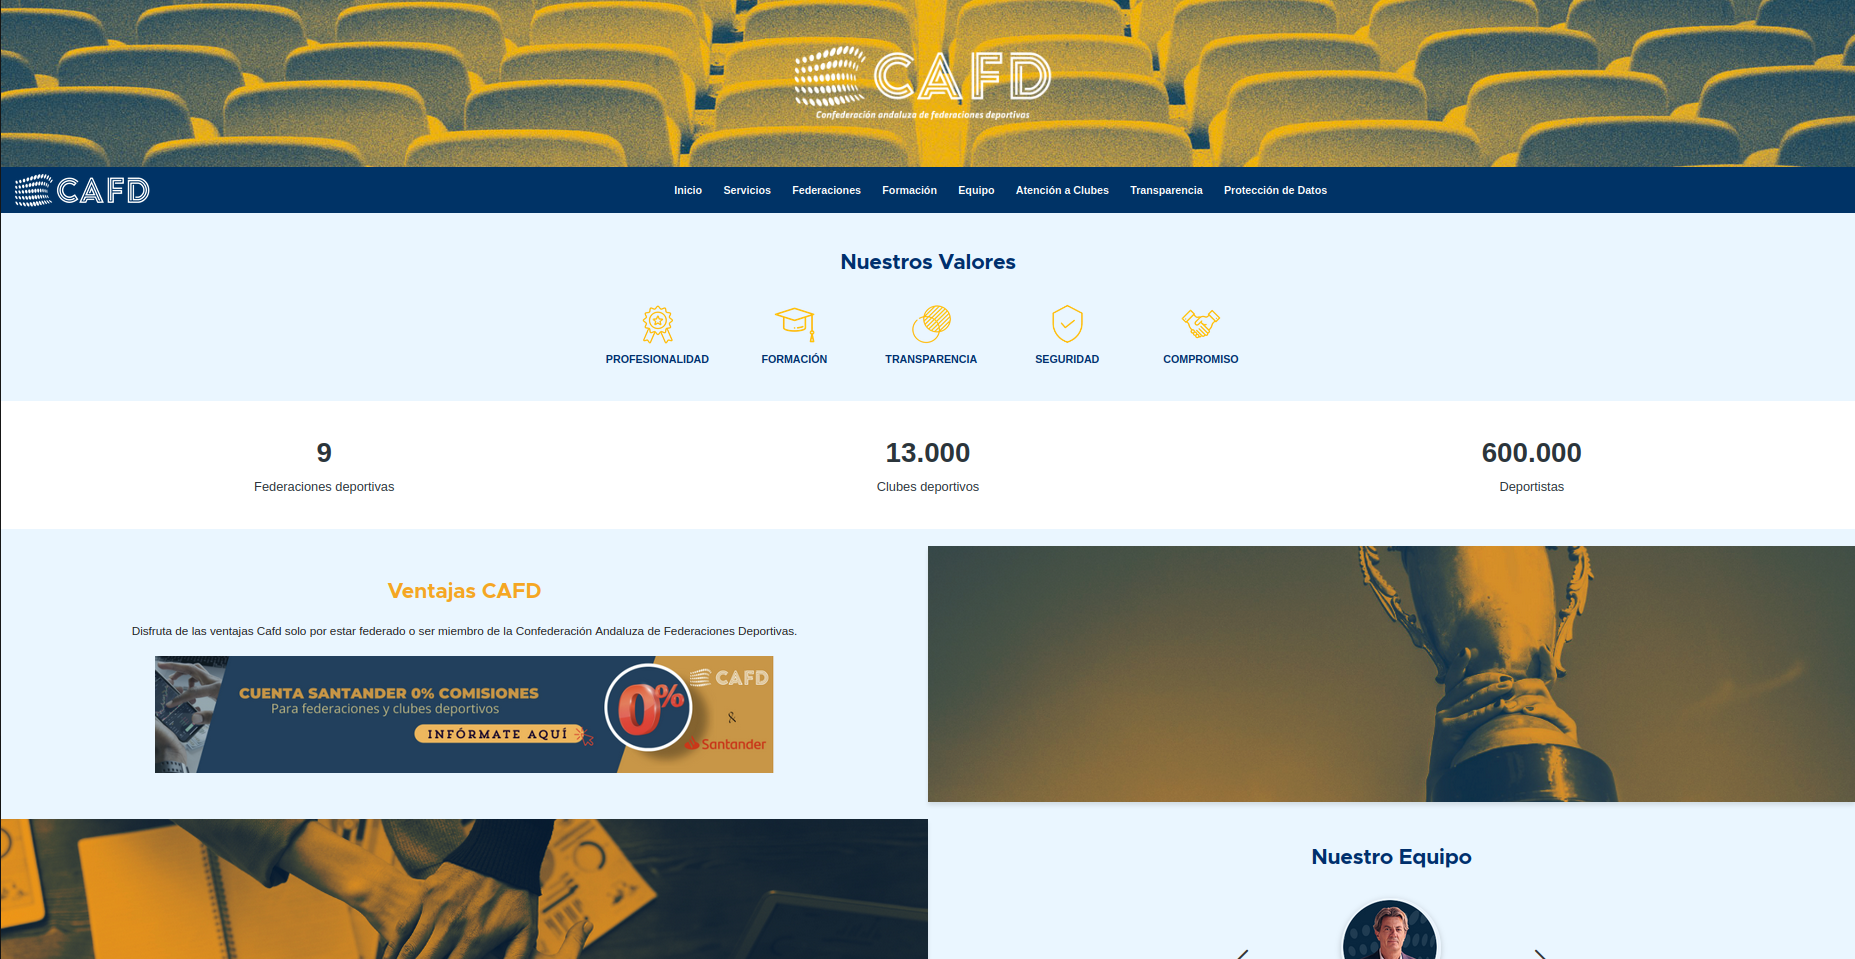 CAFD
Confederación andaluza de federaciones deportivas
CAFD
Inicio Servicios Federaciones Formación Equipo Atención a Clubes Transparencia Protección de Datos
Nuestros Valores
PROFESIONALIDAD FORMACIÓN TRANSPARENCIA SEGURIDAD COMPROMISO
9 13.000 600.000
Federaciones deportivas Clubes deportivos Deportistas
Ventajas CAFD
Disfruta de las ventajas Cafd solo por estar federado o ser miembro de la Confederación Andaluza de Federaciones Deportivas.
CUENTA SANTANDER 0% COMISIONES
Para federaciones y clubes deportivos
INFÓRMATE AQUÍ
0%
CAFD
&
Santander
Nuestro Equipo